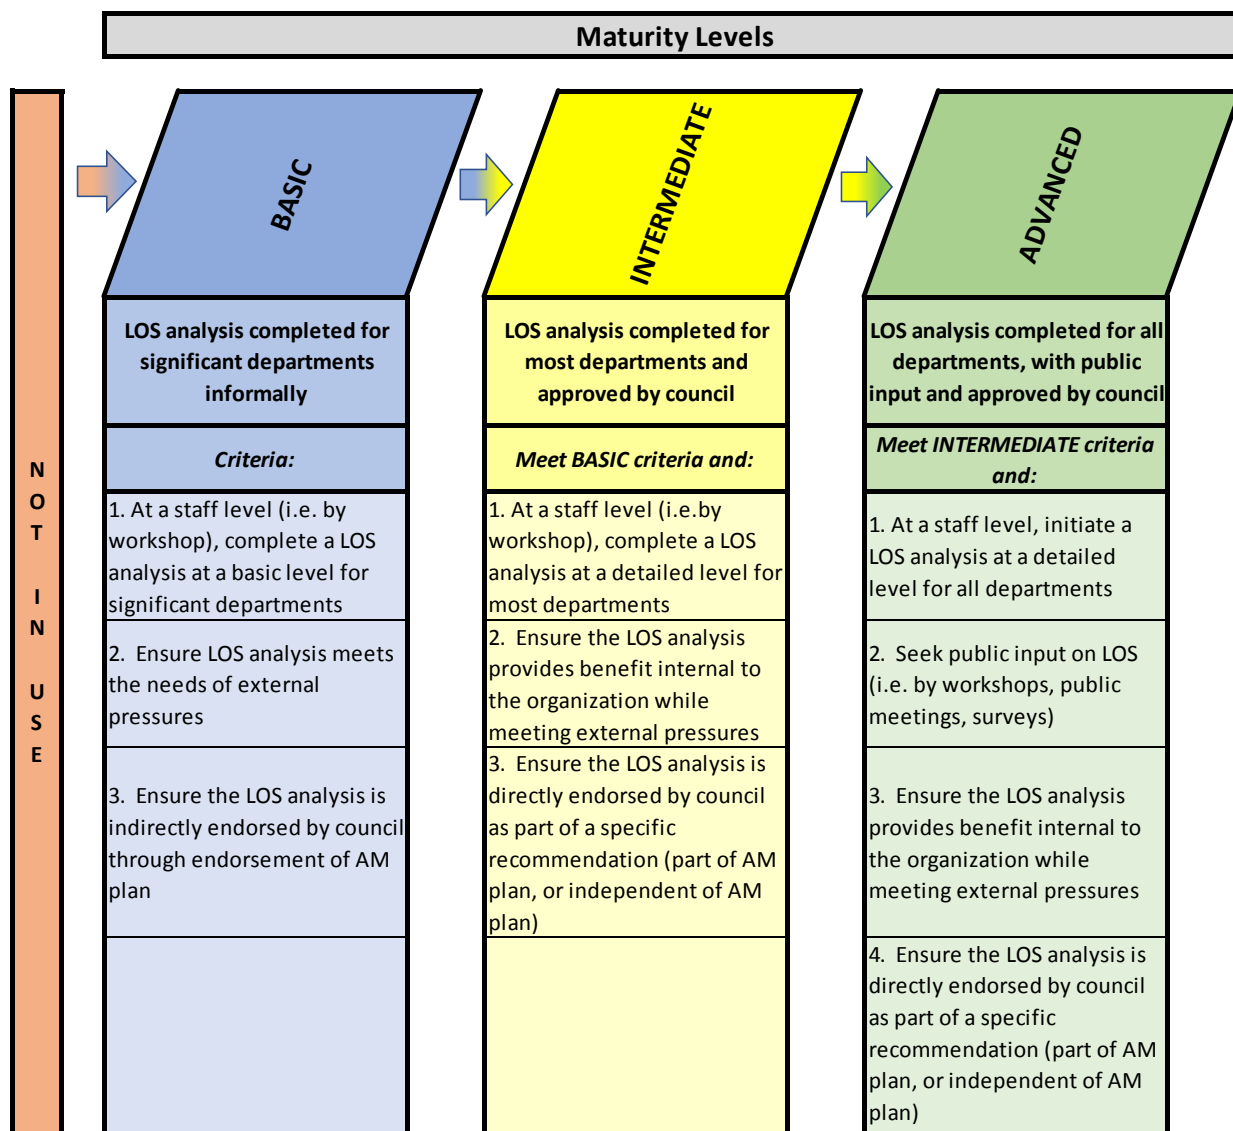 Maturity Levels
NOT IN USE
BASIC
LOS analysis completed for
significant departments
informally
Criteria:
1. At a staff level (i.e. by
workshop), complete a LOS
analysis at a basic level for
significant departments
2.  Ensure LOS analysis meets
the needs of external
pressures
3.  Ensure the LOS analysis is
indirectly endorsed by council
through endorsement of AM
plan
INTERMEDIATE
LOS analysis completed for
most departments and
approved by council
Meet BASIC criteria and:
1. At a staff level (i.e.by
workshop), complete a LOS
analysis at a detailed level for
most departments
2.  Ensure the LOS analysis
provides benefit internal to
the organization while
meeting external pressures
3.  Ensure the LOS analysis is
directly endorsed by council
as part of a specific
recommendation (part of AM
plan, or independent of AM
plan)
ADVANCED
LOS analysis completed for all
departments, with public
input and approved by council
Meet INTERMEDIATE criteria
and:
1. At a staff level, initiate a
LOS analysis at a detailed
level for all departments
2.  Seek public input on LOS
(i.e. by workshops, public
meetings, surveys)
3.  Ensure the LOS analysis
provides benefit internal to
the organization while
meeting external pressures
4.  Ensure the LOS analysis is
directly endorsed by council
as part of a specific
recommendation (part of AM
plan, or independent of AM
plan)